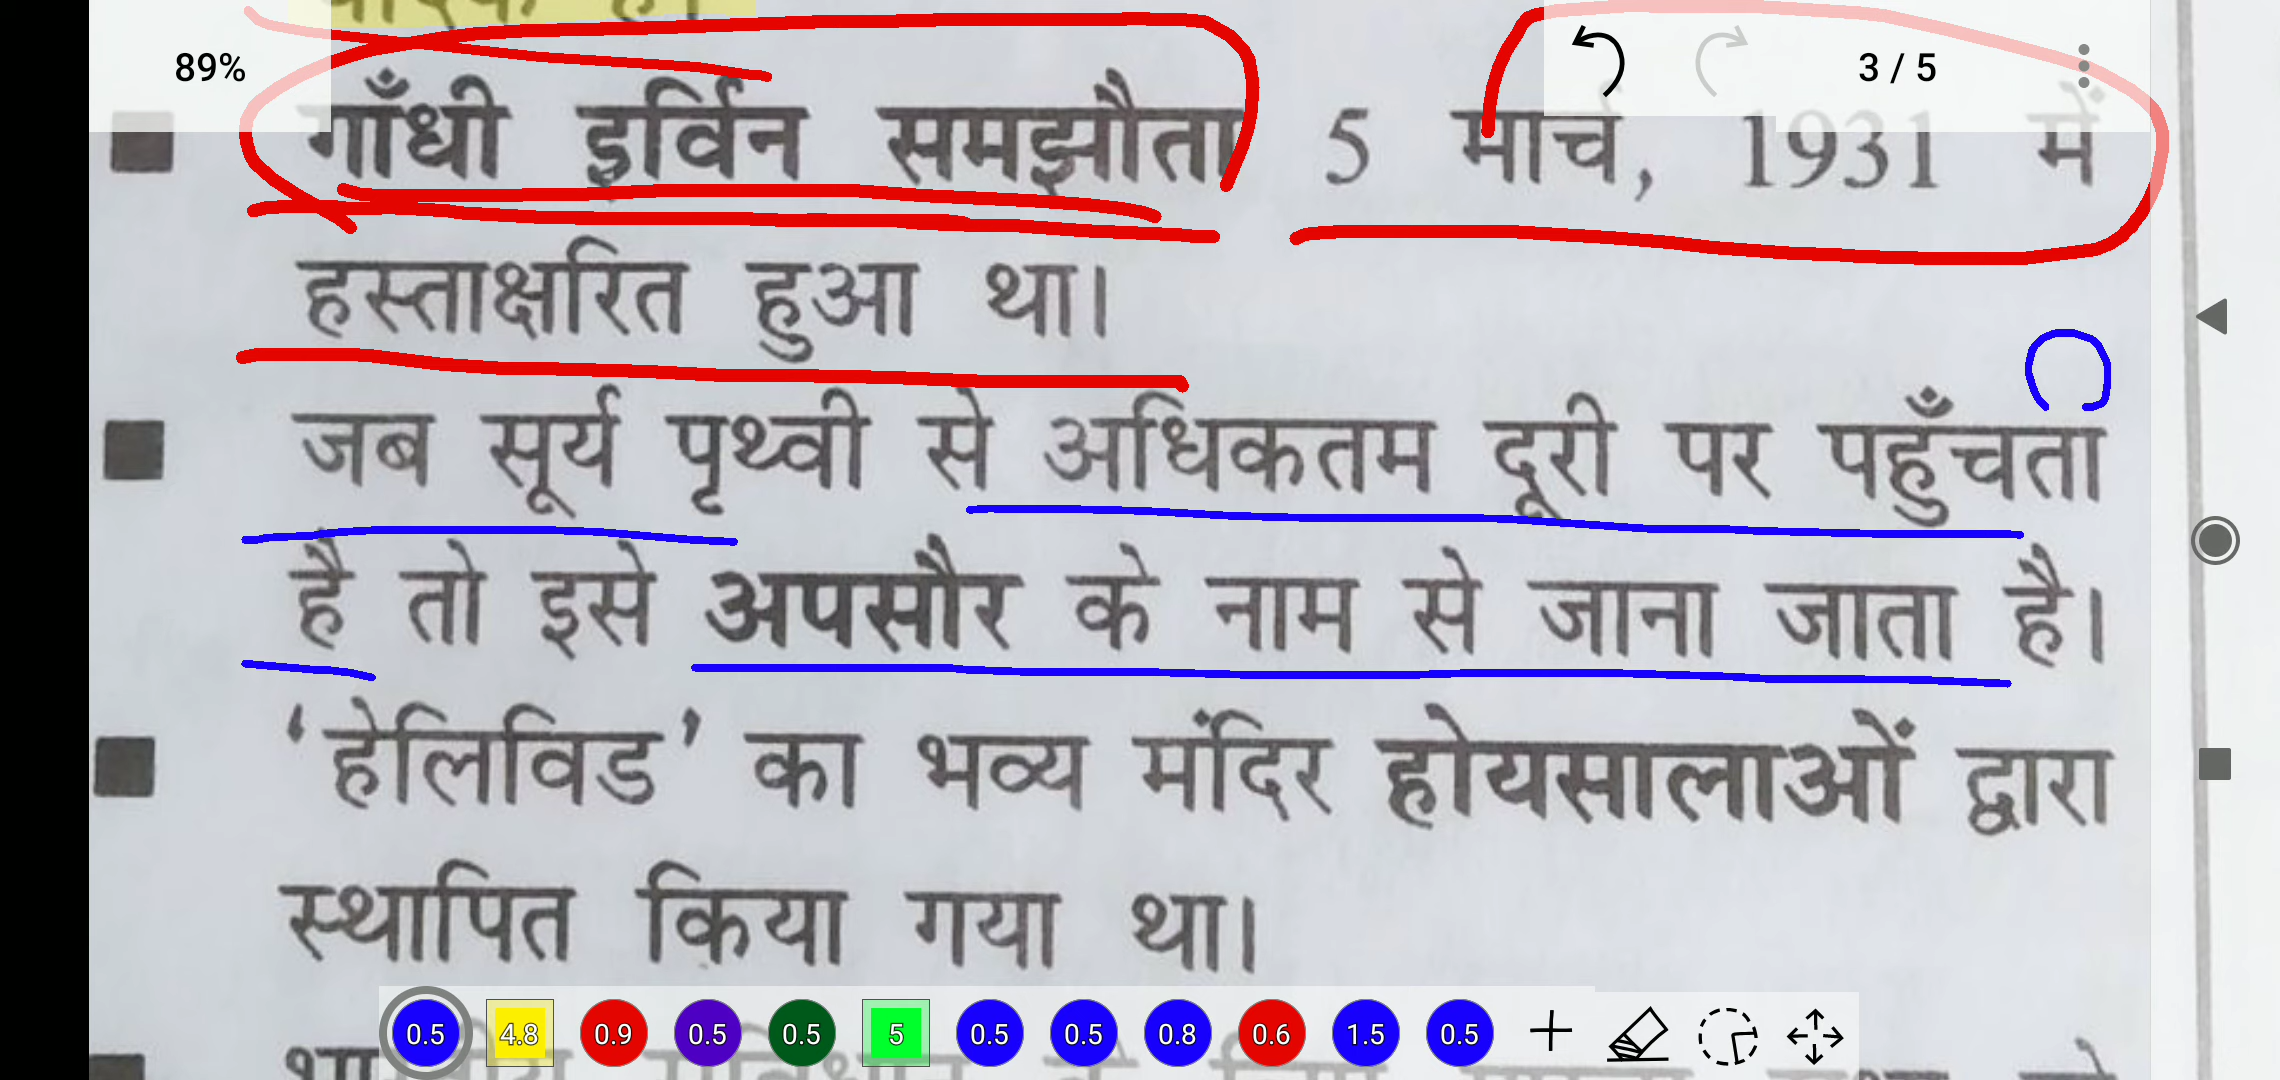 89%
3 / 5
गाँधी इर्विन समझौता 5 मार्च, 1931 में
हस्ताक्षरित हुआ था।
जब सूर्य पृथ्वी से अधिकतम दूरी पर पहुँचता
है तो इसे अपसौर के नाम से जाना जाता है।
‘हेलिविड’ का भव्य मंदिर होयसालाओं द्वारा
स्थापित किया गया था।
0.5 4.8 0.9 0.5 0.5 5 0.5 0.5 0.8 0.6 1.5 0.5